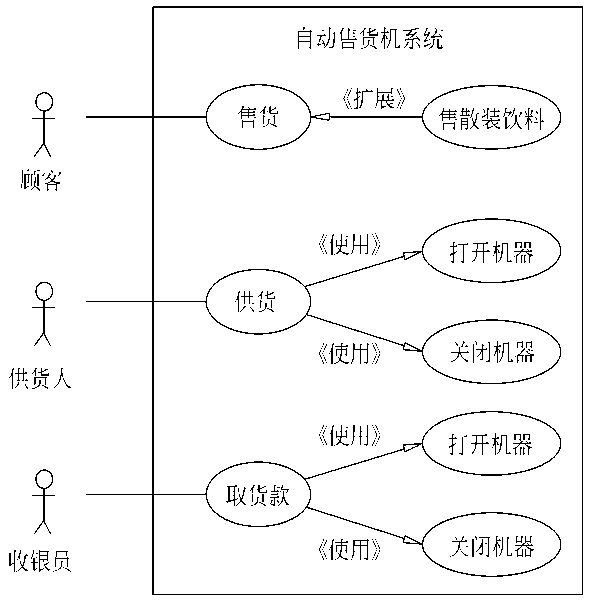 自动售货机系统
《扩展》
售货
售散装饮料
顾客
《使用》
打开机器
供货
《使用》
关闭机器
供货人
《使用》
打开机器
取货款
《使用》
关闭机器
收银员